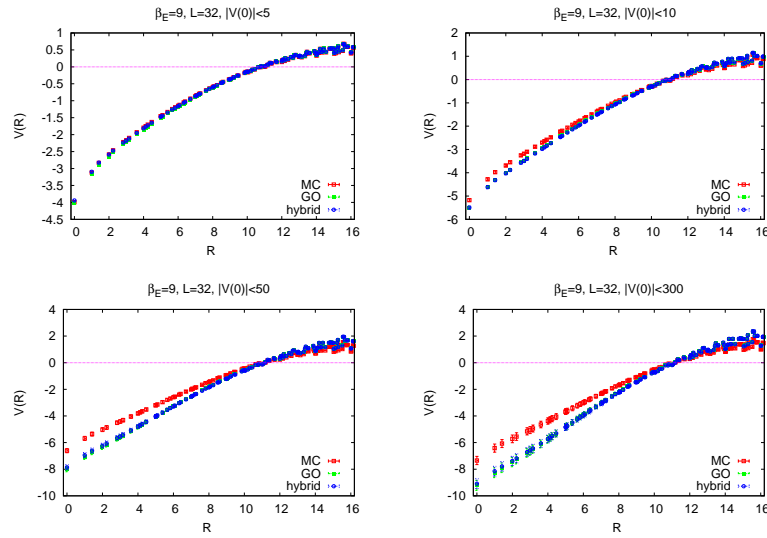 β_E=9, L=32, |V(0)|<5
1
0.5
0
-0.5
-1
-1.5
-2
-2.5
-3
-3.5
-4
-4.5
V(R)
0 2 4 6 8 10 12 14 16
R
MC
GO
hybrid
β_E=9, L=32, |V(0)|<10
2
1
0
-1
-2
-3
-4
-5
-6
V(R)
0 2 4 6 8 10 12 14 16
R
MC
GO
hybrid
β_E=9, L=32, |V(0)|<50
4
2
0
-2
-4
-6
-8
-10
V(R)
0 2 4 6 8 10 12 14 16
R
MC
GO
hybrid
β_E=9, L=32, |V(0)|<300
4
2
0
-2
-4
-6
-8
-10
V(R)
0 2 4 6 8 10 12 14 16
R
MC
GO
hybrid